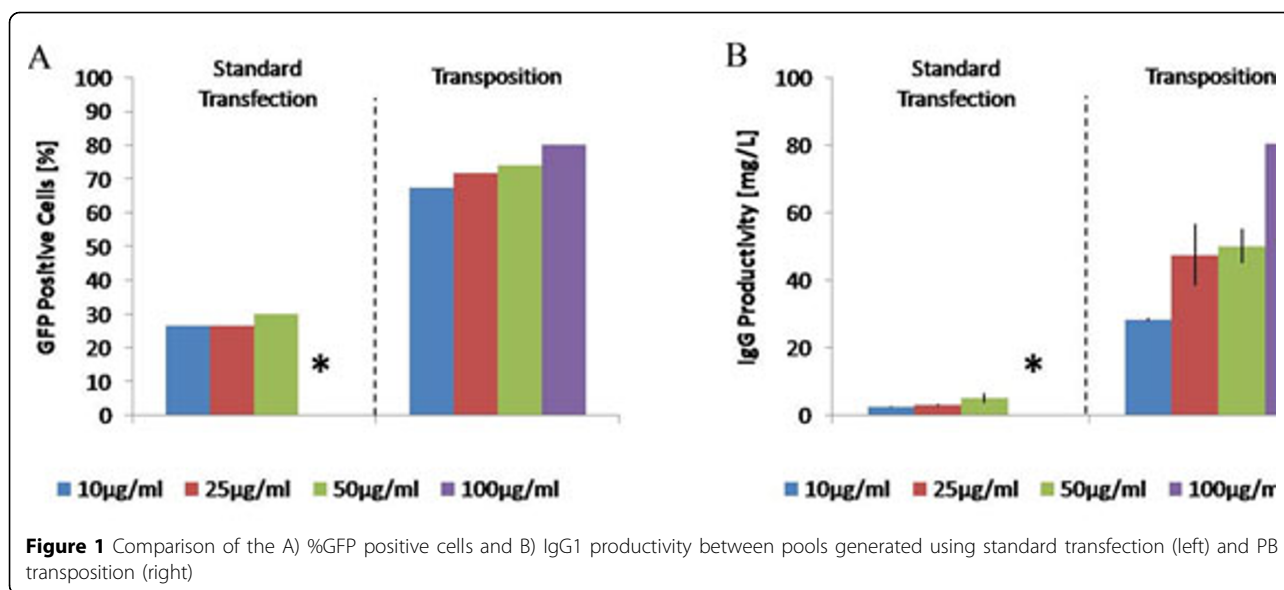 A
Standard
Transfection
Transposition
GFP Positive Cells [%]
100
90
80
70
60
50
40
30
20
10
0
*
10µg/ml 25µg/ml 50µg/ml 100µg/ml
B
Standard
Transfection
Transposition
IgG Productivity [mg/L]
100
80
60
40
20
0
*
10µg/ml 25µg/ml 50µg/ml 100µg/m
Figure 1 Comparison of the A) %GFP positive cells and B) IgG1 productivity between pools generated using standard transfection (left) and PB
transposition (right)